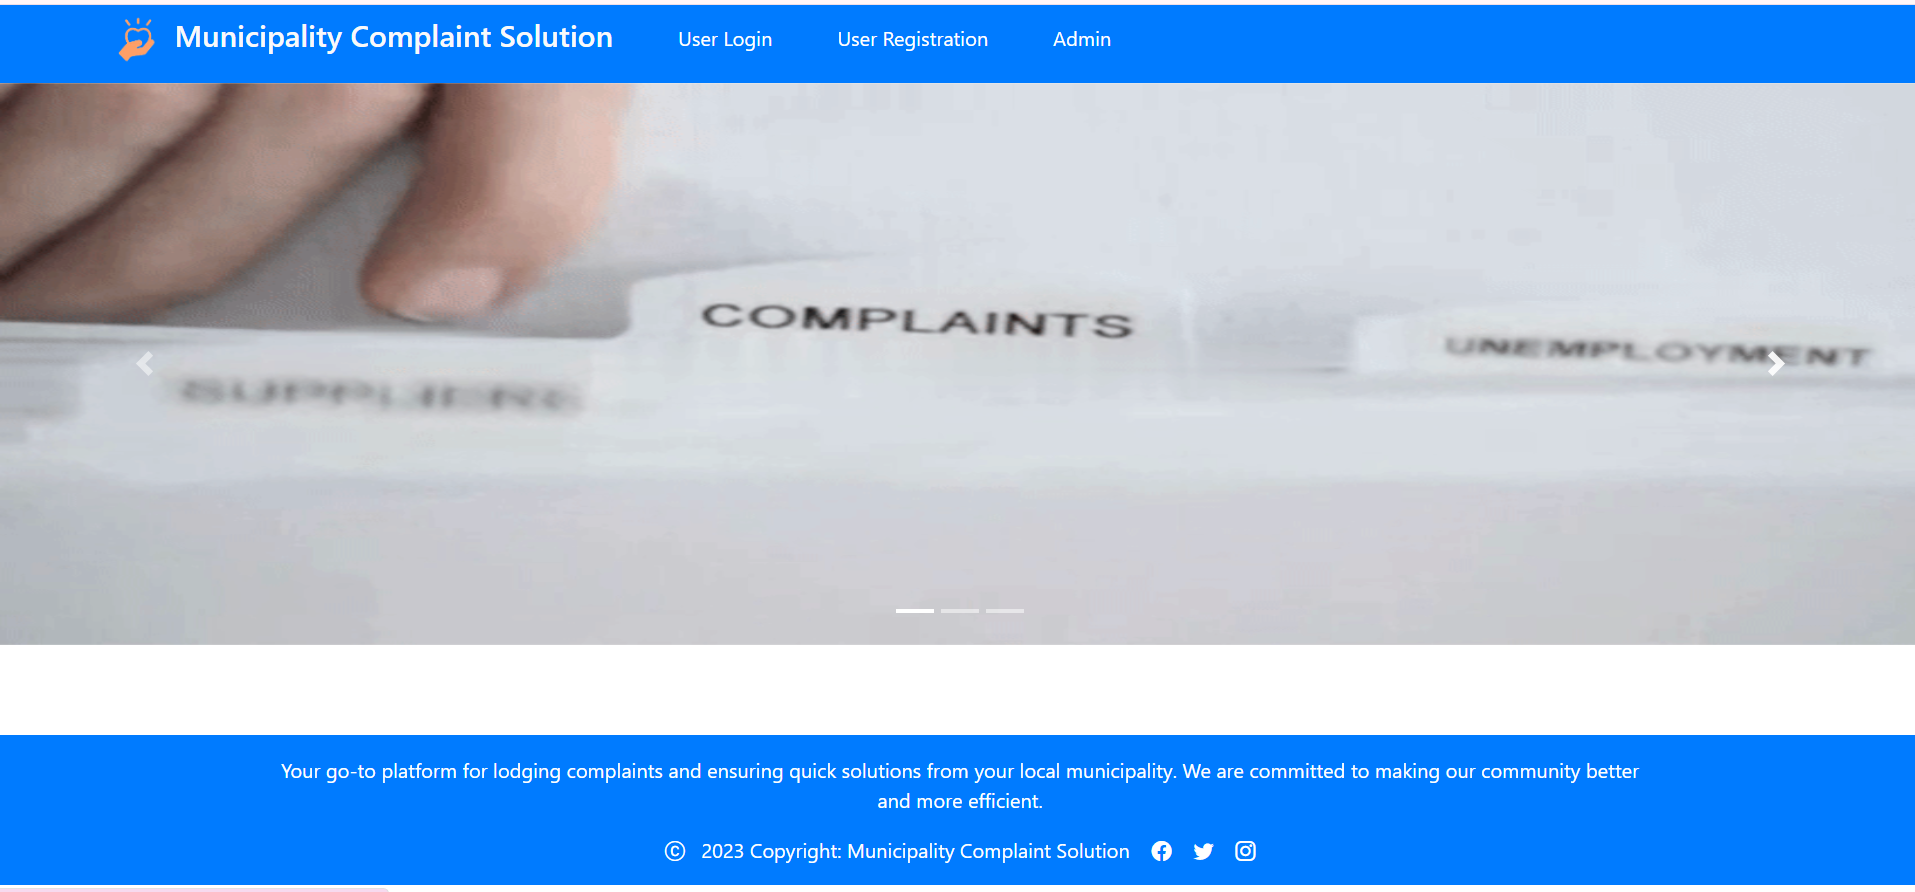 Municipality Complaint Solution
User Login
User Registration
Admin
COMPLAINTS
UNEMPLOYMENT
SUPPLIERS
Your go-to platform for lodging complaints and ensuring quick solutions from your local municipality. We are committed to making our community better
and more efficient.
© 2023 Copyright: Municipality Complaint Solution